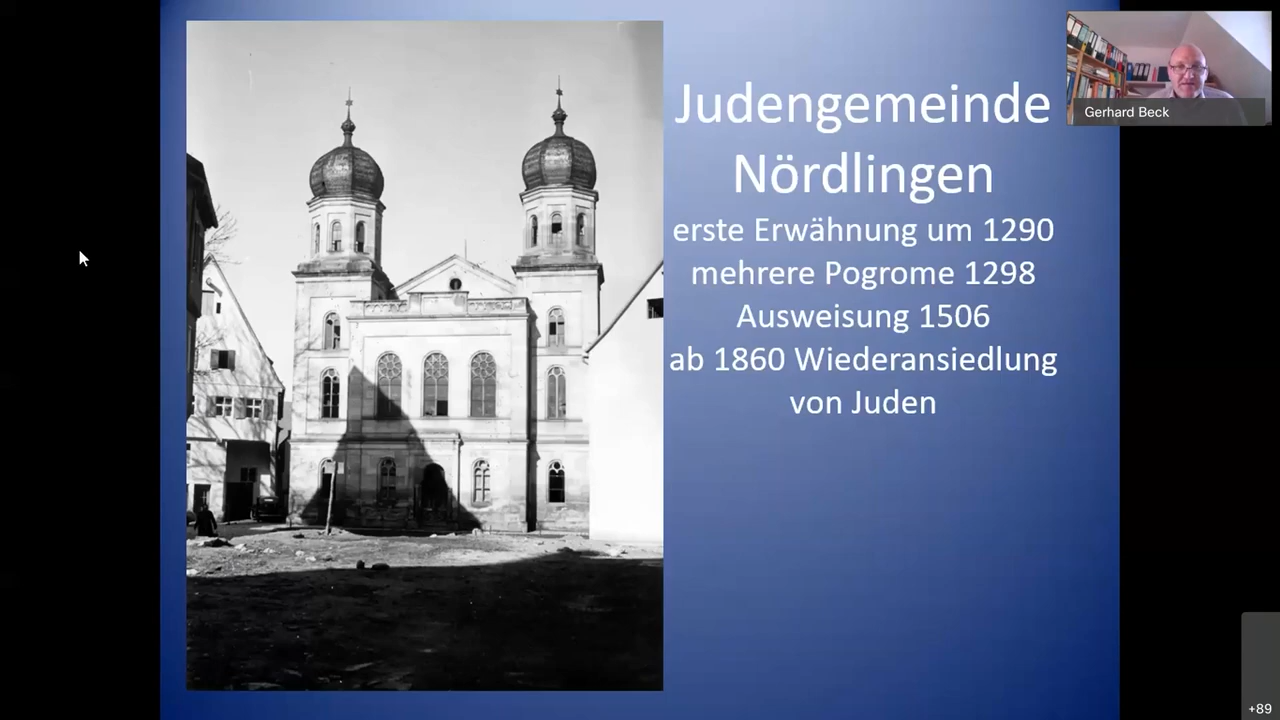 Judengemeinde
Nördlingen
erste Erwähnung um 1290
mehrere Pogrome 1298
Ausweisung 1506
ab 1860 Wiederansiedlung
von Juden
Gerhard Beck
+89